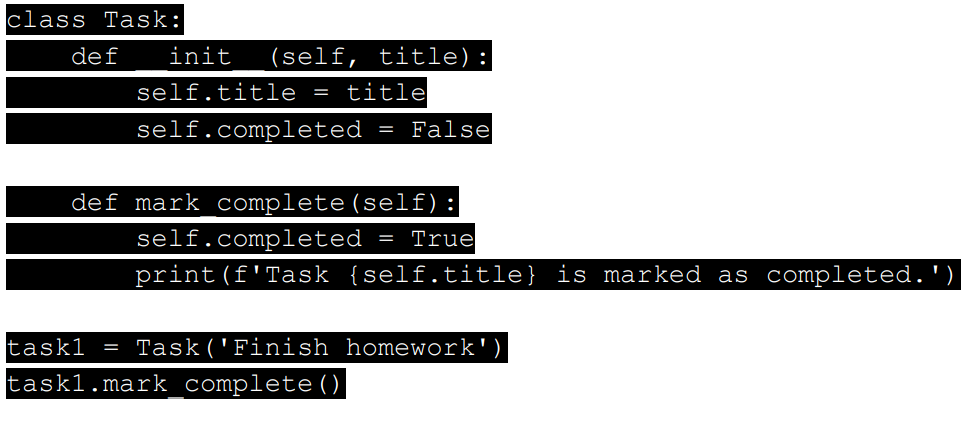 class Task:
    def __init__(self, title):
        self.title = title
        self.completed = False
    def mark_complete(self):
        self.completed = True
        print(f'Task {self.title} is marked as completed.')
task1 = Task('Finish homework')
task1.mark_complete()